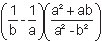 (1/b - 1/a)((a² + ab)/(a² - b²))